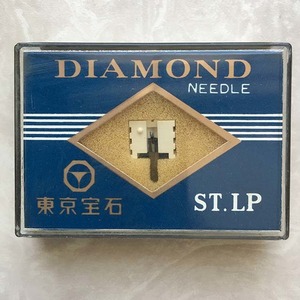 DIAMOND
NEEDLE
東京宝石
ST.LP